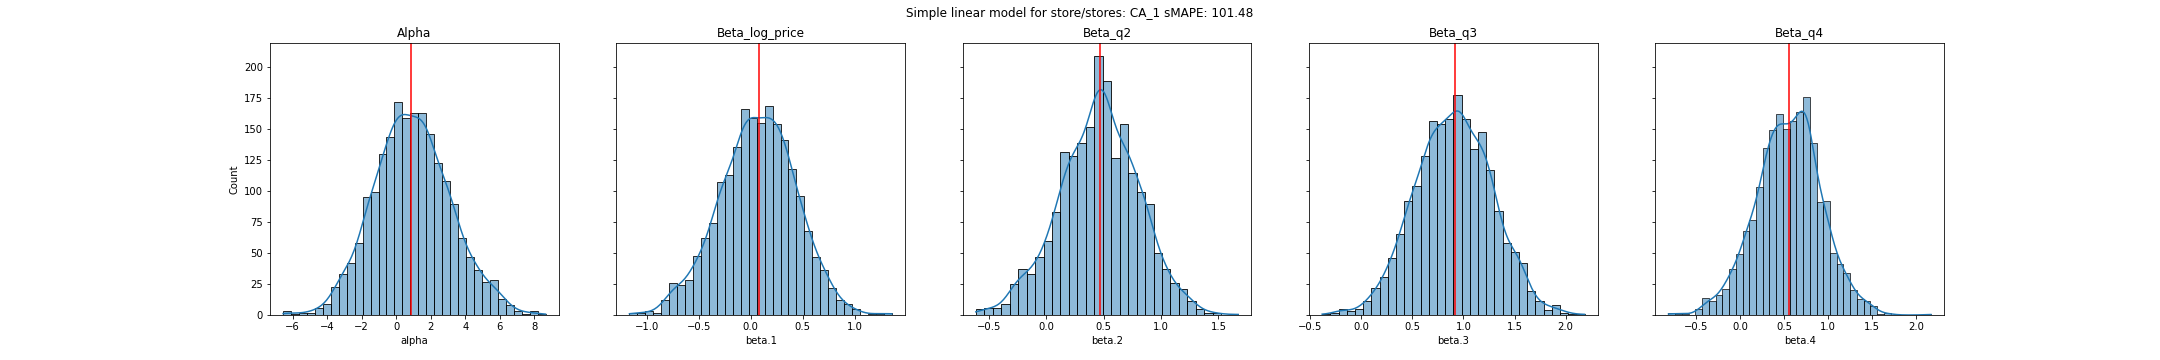 Simple linear model for store/stores: CA_1 sMAPE: 101.48
Alpha Beta_log_price Beta_q2 Beta_q3 Beta_q4
200
175
150
125
100
75
50
25
0
Count
−6 −4 −2 0 2 4 6 8
alpha
−1.0 −0.5 0.0 0.5 1.0
beta.1
−0.5 0.0 0.5 1.0 1.5
beta.2
−0.5 0.0 0.5 1.0 1.5 2.0
beta.3
−0.5 0.0 0.5 1.0 1.5 2.0
beta.4